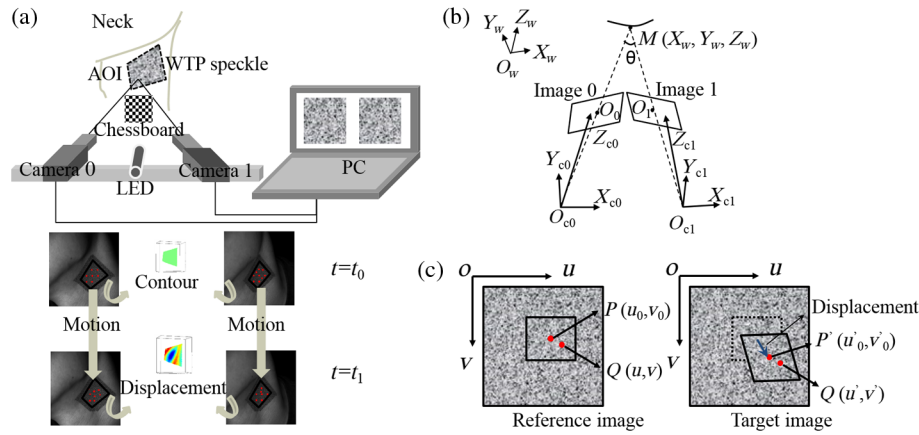 (a)
Neck
AOI
WTP speckle
Chessboard
Camera 0
Camera 1
LED
PC
Contour
t=t0
Motion
Motion
Displacement
t=t1
(b)
Zw
Yw
Xw
Ow
M (Xw, Yw, Zw)
θ
Image 0
Image 1
O0
O1
Zc0
Zc1
Yc0
Yc1
Xc0
Xc1
Oc0
Oc1
(c)
o
u
o
u
v
v
P (u0,v0)
Q (u,v)
Displacement
P' (u'0,v'0)
Q (u',v')
Reference image
Target image